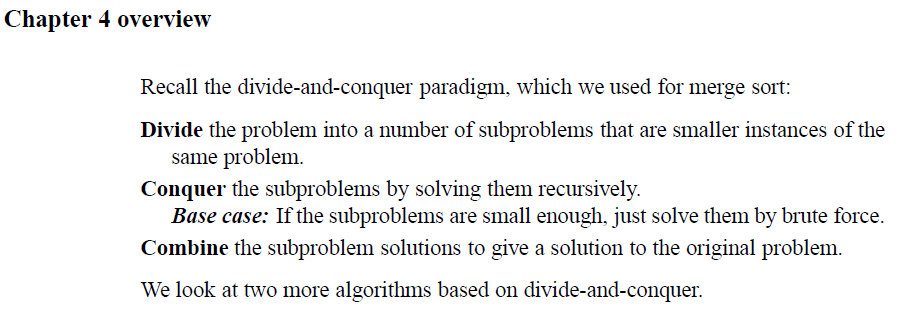 Chapter 4 overview
Recall the divide-and-conquer paradigm, which we used for merge sort:
Divide the problem into a number of subproblems that are smaller instances of the
same problem.
Conquer the subproblems by solving them recursively.
Base case: If the subproblems are small enough, just solve them by brute force.
Combine the subproblem solutions to give a solution to the original problem.
We look at two more algorithms based on divide-and-conquer.